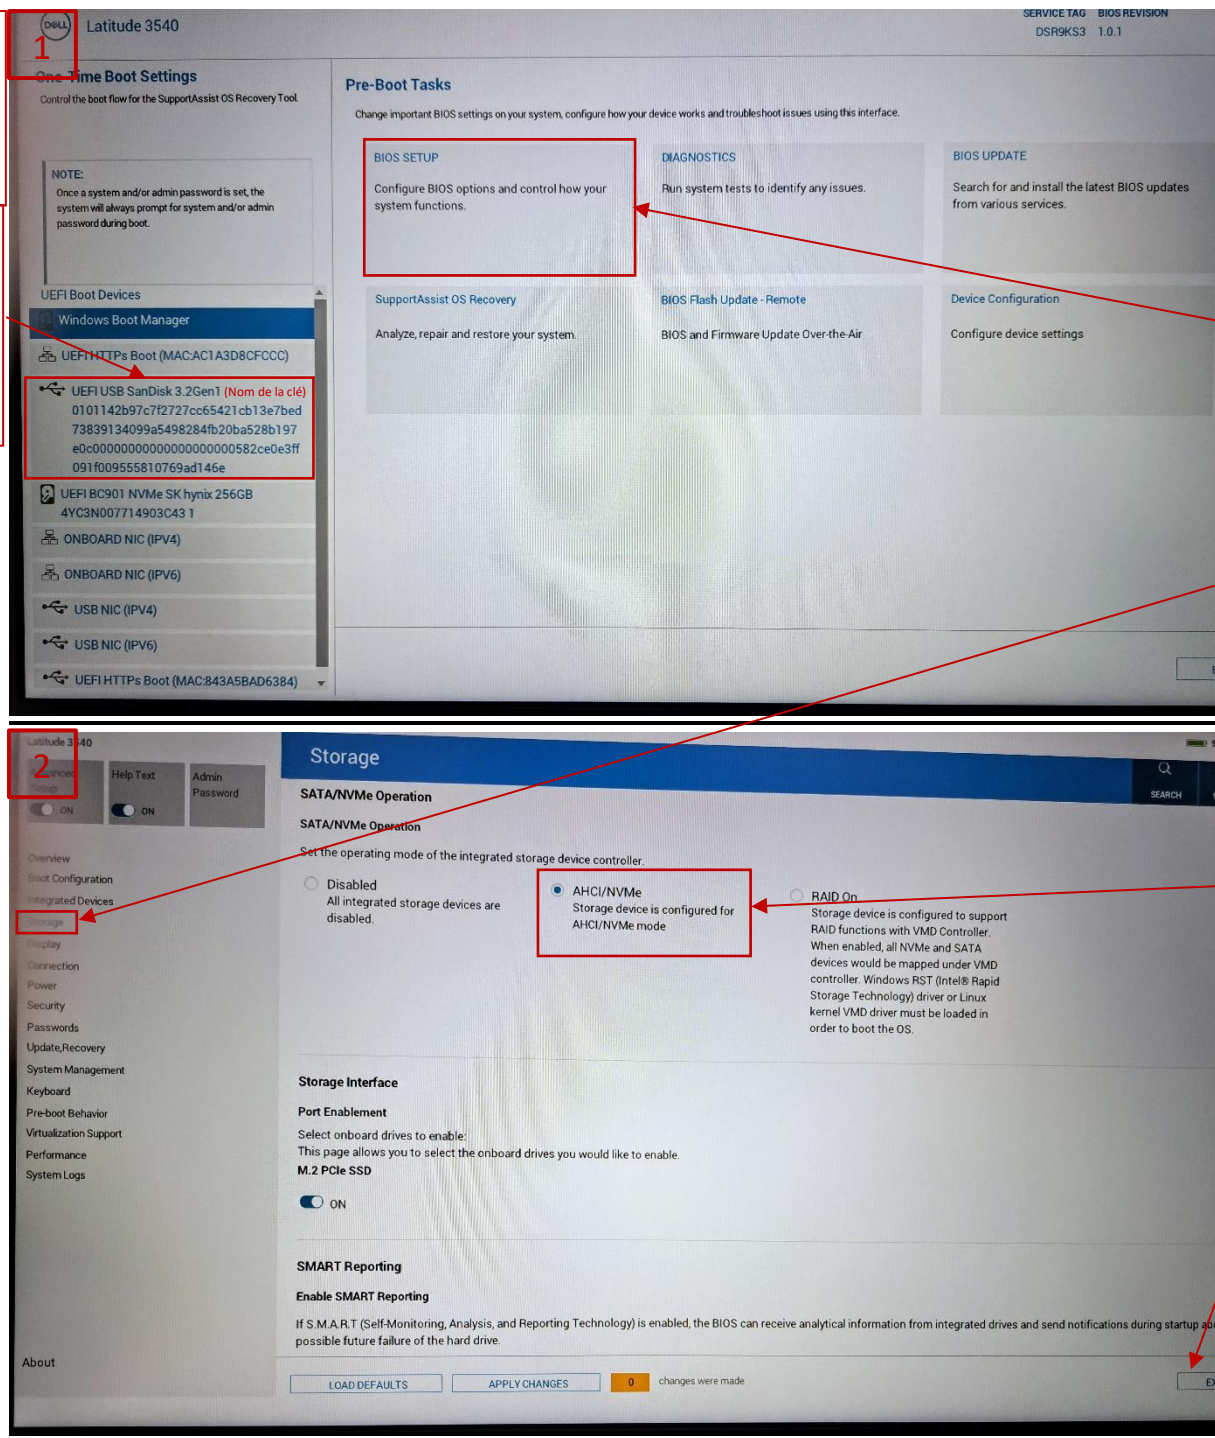 1
DELL
Latitude 3540
SERVICE TAG BIOS REVISION
DSR9KS3 1.0.1
One-Time Boot Settings
Control the boot flow for the SupportAssist OS Recovery Tool.
NOTE:
Once a system and/or admin password is set, the
system will always prompt for system and/or admin
password during boot.
UEFI Boot Devices
Windows Boot Manager
UEFI HTTPs Boot (MAC:AC1A3D8CFCCC)
UEFI USB SanDisk 3.2Gen1 (Nom de la clé)
0101142b97c7f2727cc65421cb13e7bed
73839134099a5498284fb20ba528b197
e0c00000000000000000000582ce0e3ff
091f009555810769ad146e
UEFI BC901 NVMe SK hynix 256GB
4YC3N007714903C43 1
ONBOARD NIC (IPV4)
ONBOARD NIC (IPV6)
USB NIC (IPV4)
USB NIC (IPV6)
UEFI HTTPs Boot (MAC:843A5BAD6384)
Pre-Boot Tasks
Change important BIOS settings on your system, configure how your device works and troubleshoot issues using this interface.
BIOS SETUP
Configure BIOS options and control how your
system functions.
DIAGNOSTICS
Run system tests to identify any issues.
BIOS UPDATE
Search for and install the latest BIOS updates
from various services.
SupportAssist OS Recovery
Analyze, repair and restore your system.
BIOS Flash Update - Remote
BIOS and Firmware Update Over-the-Air
Device Configuration
Configure device settings
2
Latitude 3540
Advanced
Setup
ON
Help Text
ON
Admin
Password
Overview
Boot Configuration
Integrated Devices
Storage
Display
Connection
Power
Security
Passwords
Update,Recovery
System Management
Keyboard
Pre-boot Behavior
Virtualization Support
Performance
System Logs
About
Storage
SEARCH
SATA/NVMe Operation
SATA/NVMe Operation
Set the operating mode of the integrated storage device controller.
Disabled
All integrated storage devices are
disabled.
AHCI/NVMe
Storage device is configured for
AHCI/NVMe mode
RAID On
Storage device is configured to support
RAID functions with VMD Controller.
When enabled, all NVMe and SATA
devices would be mapped under VMD
controller. Windows RST (Intel® Rapid
Storage Technology) driver or Linux
kernel VMD driver must be loaded in
order to boot the OS.
Storage Interface
Port Enablement
Select onboard drives to enable:
This page allows you to select the onboard drives you would like to enable.
M.2 PCIe SSD
ON
SMART Reporting
Enable SMART Reporting
If S.M.A.R.T (Self-Monitoring, Analysis, and Reporting Technology) is enabled, the BIOS can receive analytical information from integrated drives and send notifications during startup
possible future failure of the hard drive.
LOAD DEFAULTS
APPLY CHANGES
0 changes were made